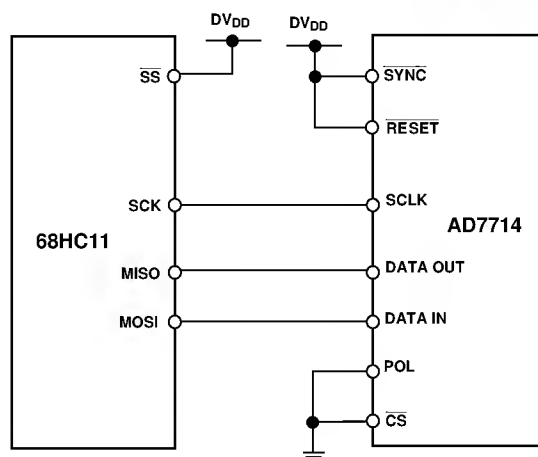 DVDD
DVDD
SS
SYNC
RESET
SCK
SCLK
68HC11
AD7714
MISO
DATA OUT
MOSI
DATA IN
POL
CS